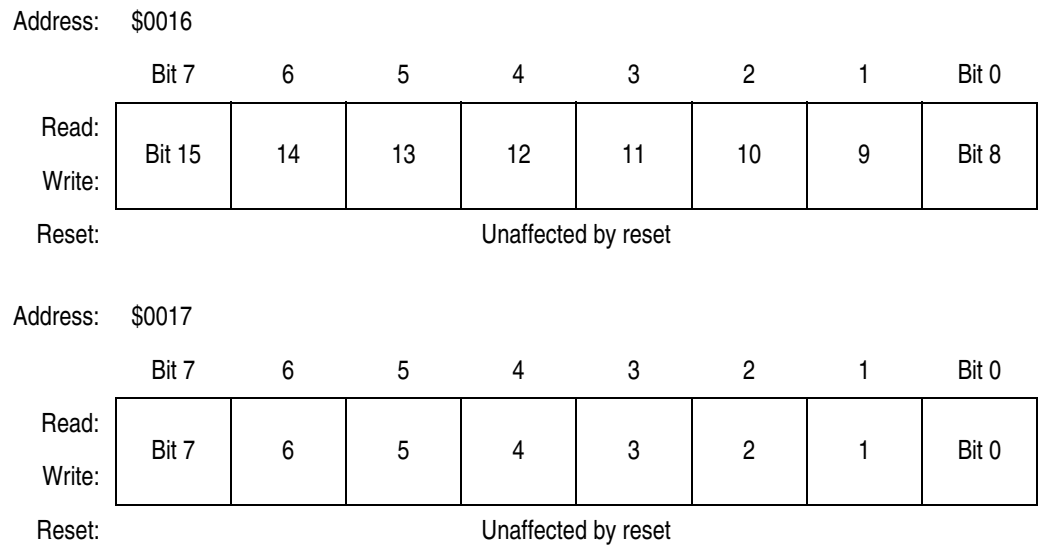 Address: $0016
Bit 7 6 5 4 3 2 1 Bit 0
Read:
Bit 15 14 13 12 11 10 9 Bit 8
Write:
Reset: Unaffected by reset
Address: $0017
Bit 7 6 5 4 3 2 1 Bit 0
Read:
Bit 7 6 5 4 3 2 1 Bit 0
Write:
Reset: Unaffected by reset